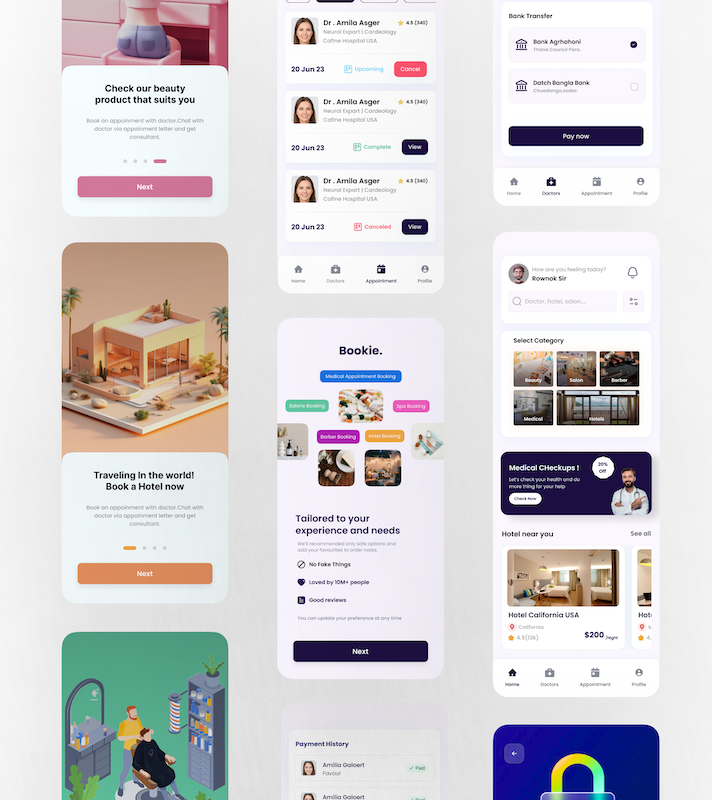 Check our beauty
product that suits you
Book an appointment with doctor.Chat with
doctor via appoinment letter and get
consultant.
Next
Traveling In the world!
Book a Hotel now
Book an appointment with doctor.Chat with
doctor via appoinment letter and get
consultant.
Next
Dr . Amila Asger
4.5 (340)
Neural Expart | Cardeology
Cafine Hospital USA
20 Jun 23
Upcoming
Cancel
Dr . Amila Asger
4.5 (340)
Neural Expart | Cardeology
Cafine Hospital USA
20 Jun 23
Complete
View
Dr . Amila Asger
4.5 (340)
Neural Expart | Cardeology
Cafine Hospital USA
20 Jun 23
Canceled
View
Home
Doctors
Appointment
Profile
Bookie.
Medical Appointment Booking
Salone Booking
Spa Booking
Barber Booking
Hotel Booking
Tailored to your
experience and needs
We'll recommended only safe options and
add your favourites to order notes.
No Fake Things
Loved by 10M+ people
Good reviews
You can update your preferance at any time
Next
Payment History
Amilia Galoert
Favour
Paid
Amilia Galoert
Bank Transfer
Bank Agrhahoni
Thana Council Para.
Datch Bangla Bank
Chuadanga,sador.
Pay now
Home
Doctors
Appointment
Profile
How are you feeling today?
Rownok Sir
Doctor, hotel, salon....
Select Category
Beauty
Salon
Barber
Medical
Hotels
Medical CHeckups !
20%
Off
Let's check your health and do
more thing for your help
Check Now
Hotel near you
See all
Hotel California USA
Hot
California
4.5(136)
$200 /Night
4.
Home
Doctors
Appointment
Profile